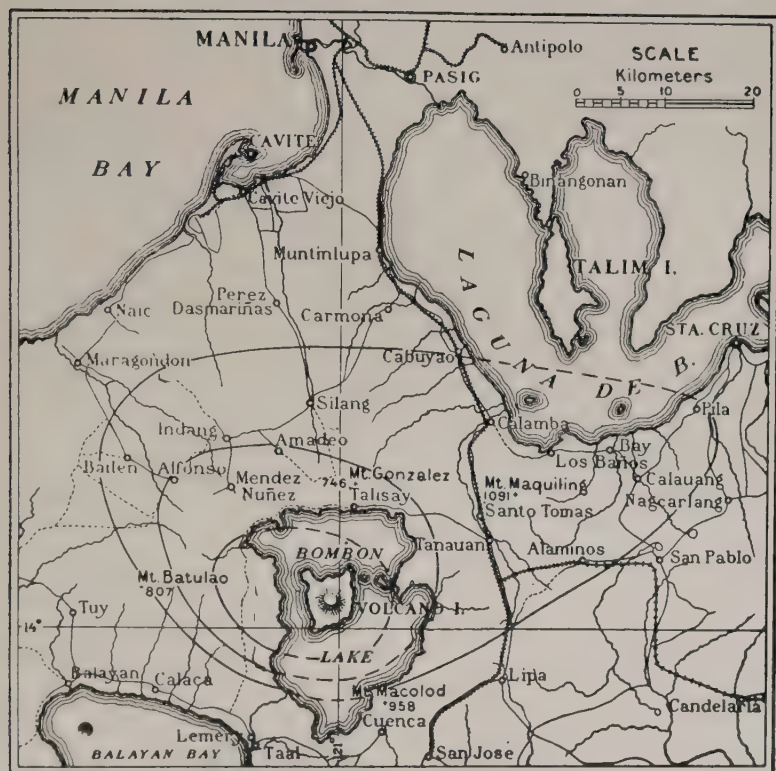 MANILA
Antipolo
SCALE
Kilometers
0 5 10 20
PASIG
MANILA
BAY
CAVITE
Cavite Viejo
Binangonan
Muntinlupa
LAGUNA DE B.
TALIM I.
Perez
Dasmariñas
Naic
Carmona
STA. CRUZ
Maragondon
Cabuyao
Silang
Calamba
Pila
Indang
Amadeo
Bay
Los Baños
Bailen
Alfonso
Mendez
Nuñez
746 Mt. Gonzalez
Talisay
Mt. Maquiling
1091
Calauang
Nagcarlang
Santo Tomas
BOMBON
Tanauan
Alaminos
San Pablo
Mt. Batulao
807
VOLCANO I.
Tuy
14°
LAKE
Lipa
Balayan
Calaca
Mt. Macolod
958
Cuenca
Candelaria
Lemery
Taal
121
San José
BALAYAN BAY